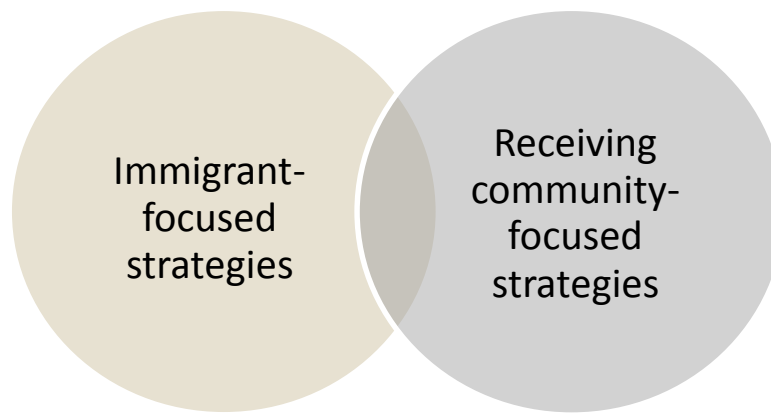 Immigrant-
focused
strategies
Receiving
community-
focused
strategies